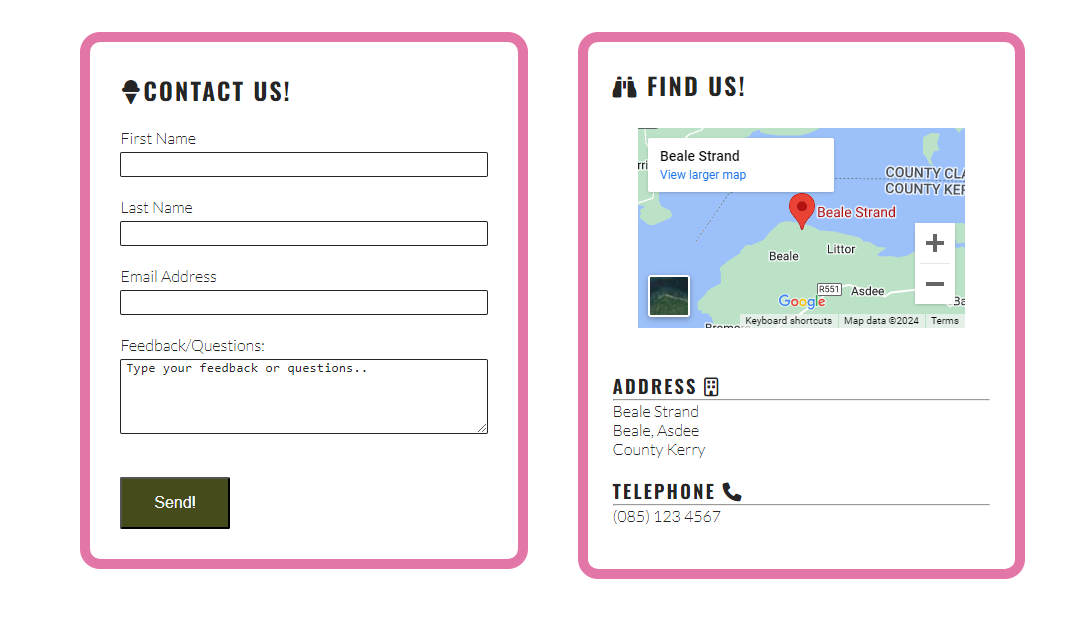 CONTACT US!
First Name
Last Name
Email Address
Feedback/Questions:
Type your feedback or questions..
Send!
FIND US!
Beale Strand
View larger map
COUNTY CLA
COUNTY KER
Beale Strand
Littor
Beale
R551
Asdee
Google
Keyboard shortcuts
Map data ©2024
Terms
ADDRESS
Beale Strand
Beale, Asdee
County Kerry
TELEPHONE
(085) 123 4567